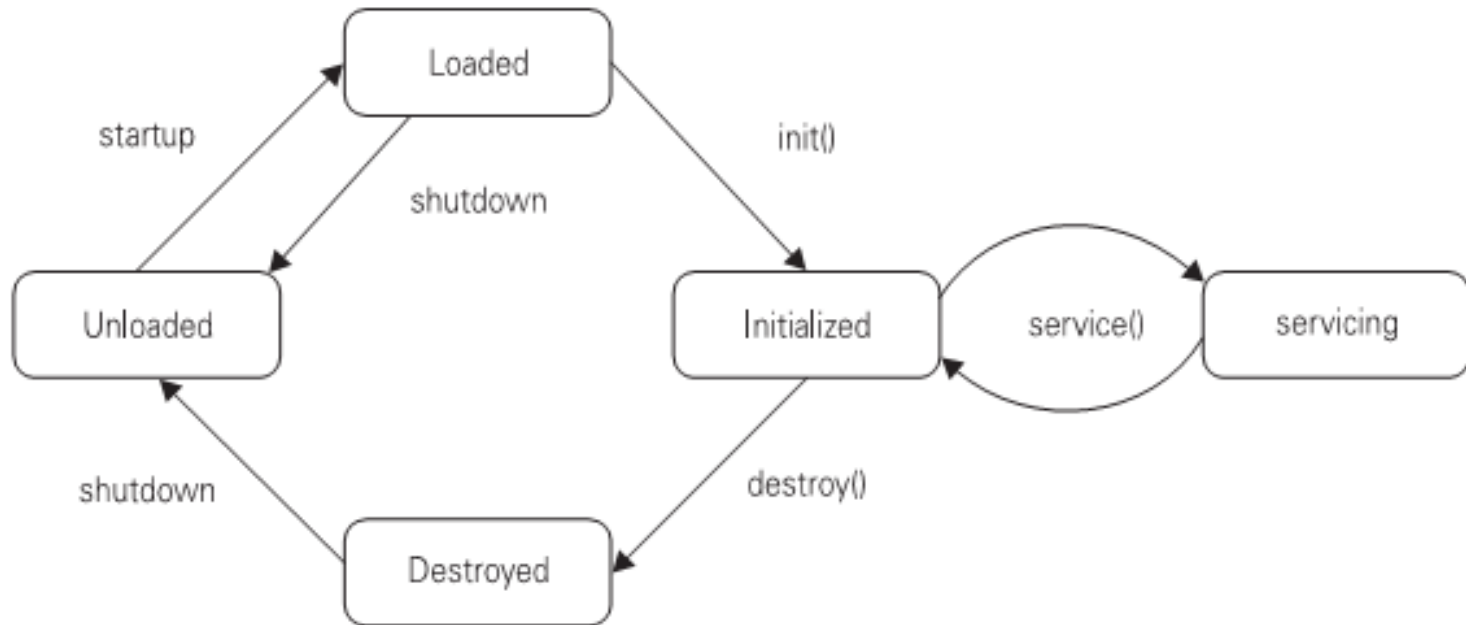 Loaded
startup
init()
shutdown
Unloaded
Initialized
service()
servicing
shutdown
destroy()
Destroyed